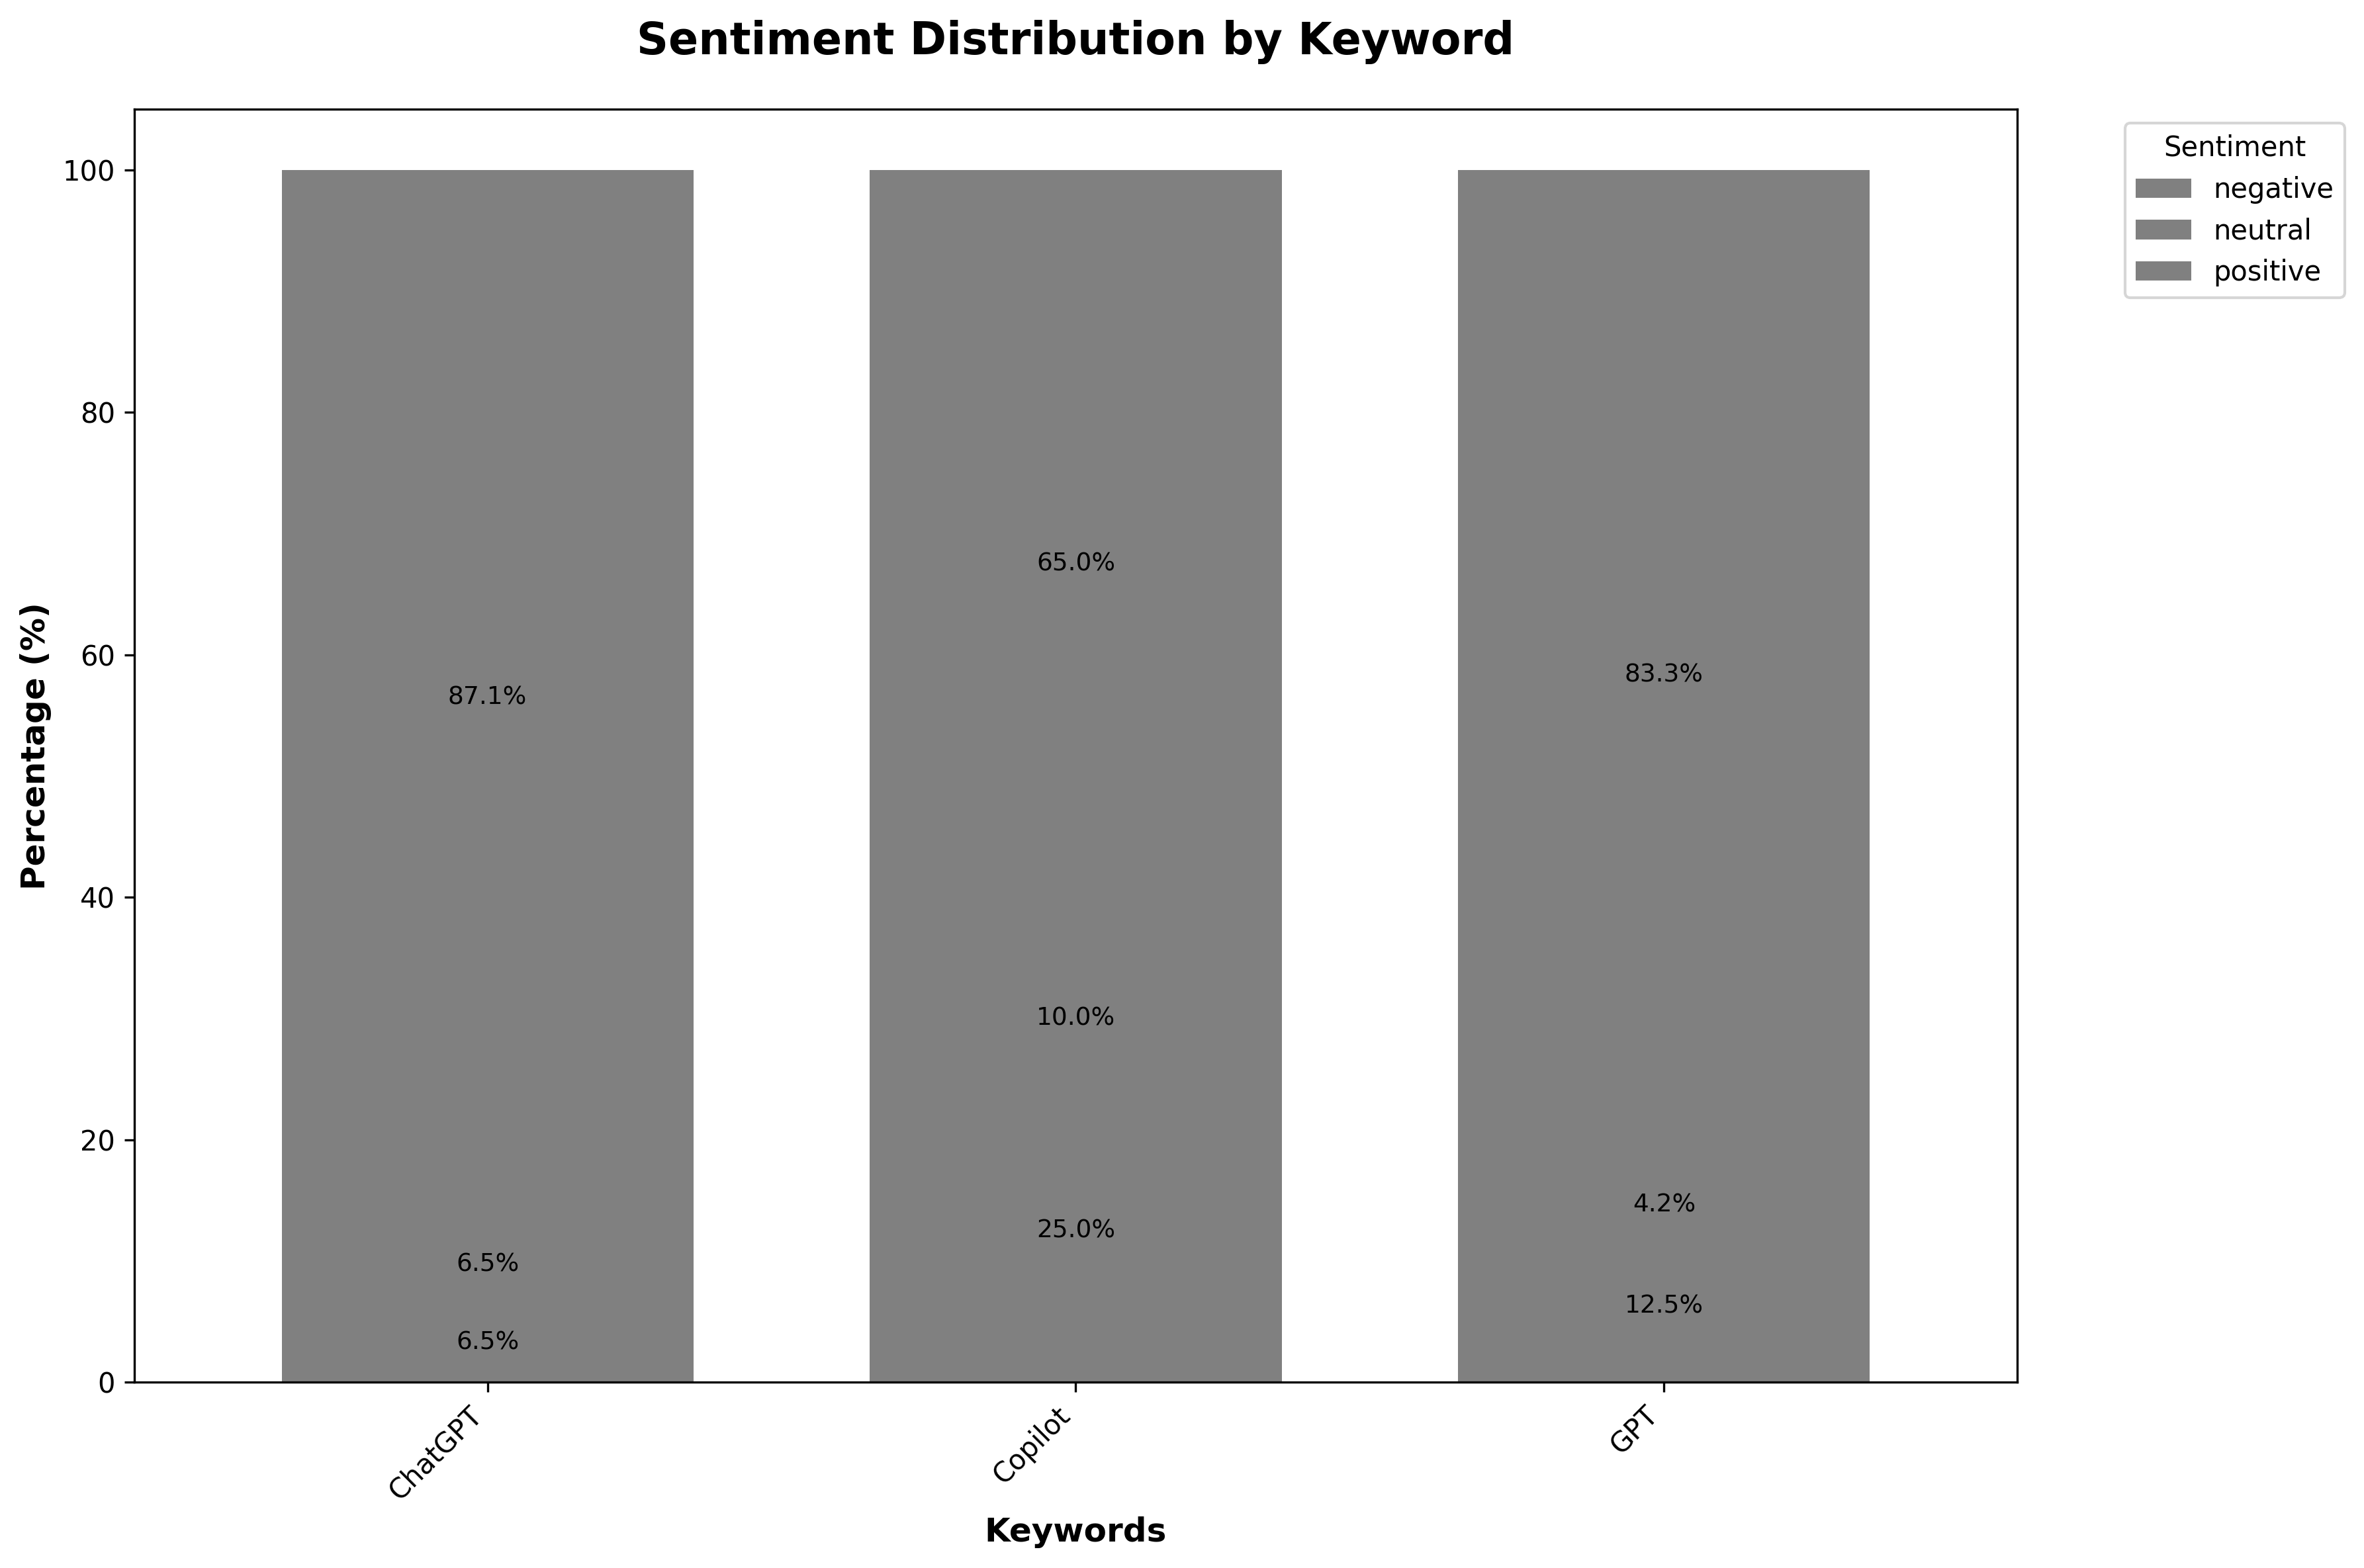 Sentiment Distribution by Keyword
Sentiment
negative
neutral
positive
Percentage (%)
100
80
60
40
20
0
87.1%
6.5%
6.5%
65.0%
10.0%
25.0%
83.3%
4.2%
12.5%
ChatGPT
Copilot
GPT
Keywords